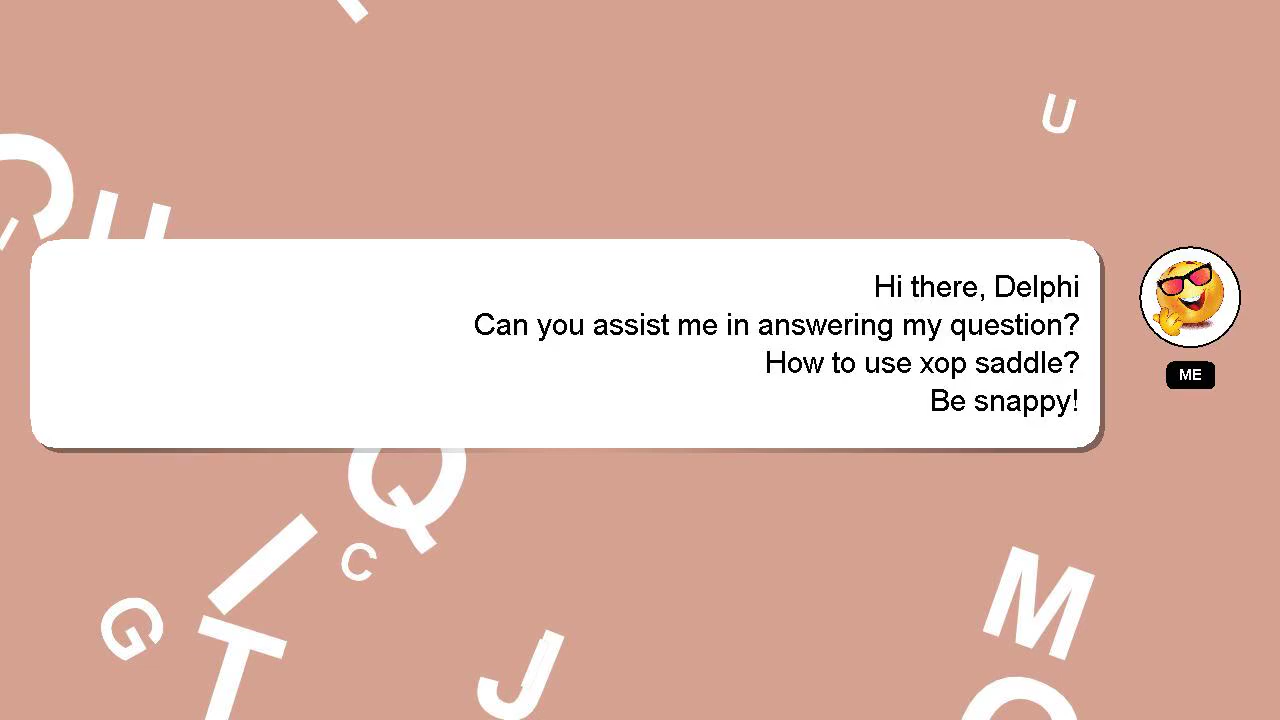 Hi there, Delphi
Can you assist me in answering my question?
How to use xop saddle?
Be snappy!
ME
U
U
Q
I
C
G
T
J
M